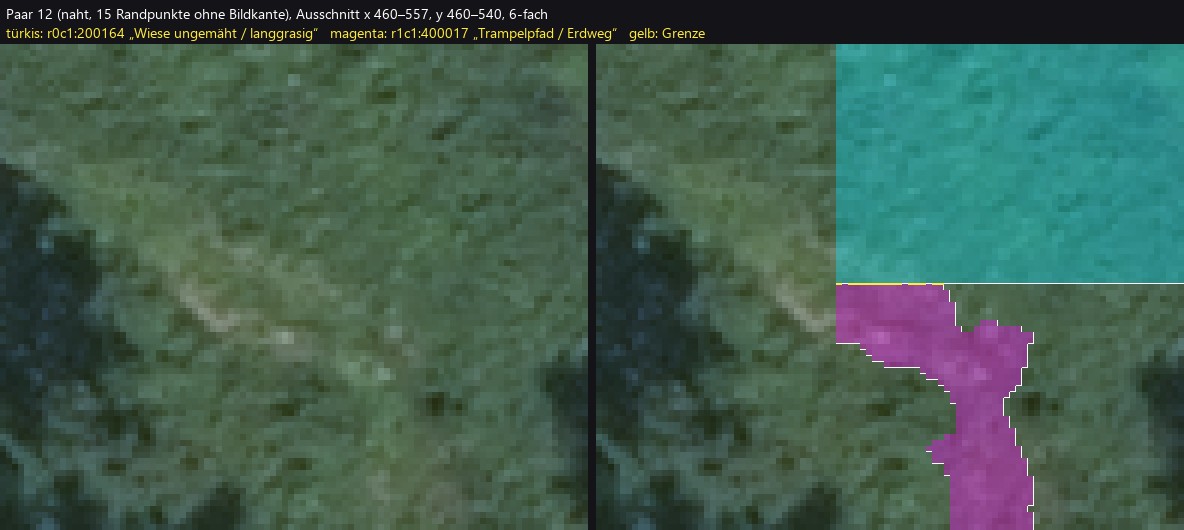 Paar 12 (naht, 15 Randpunkte ohne Bildkante), Ausschnitt x 460–557, y 460–540, 6-fach
türkis: r0c1:200164 „Wiese ungemäht / langgrasig“ magenta: r1c1:400017 „Trampelpfad / Erdweg“ gelb: Grenze